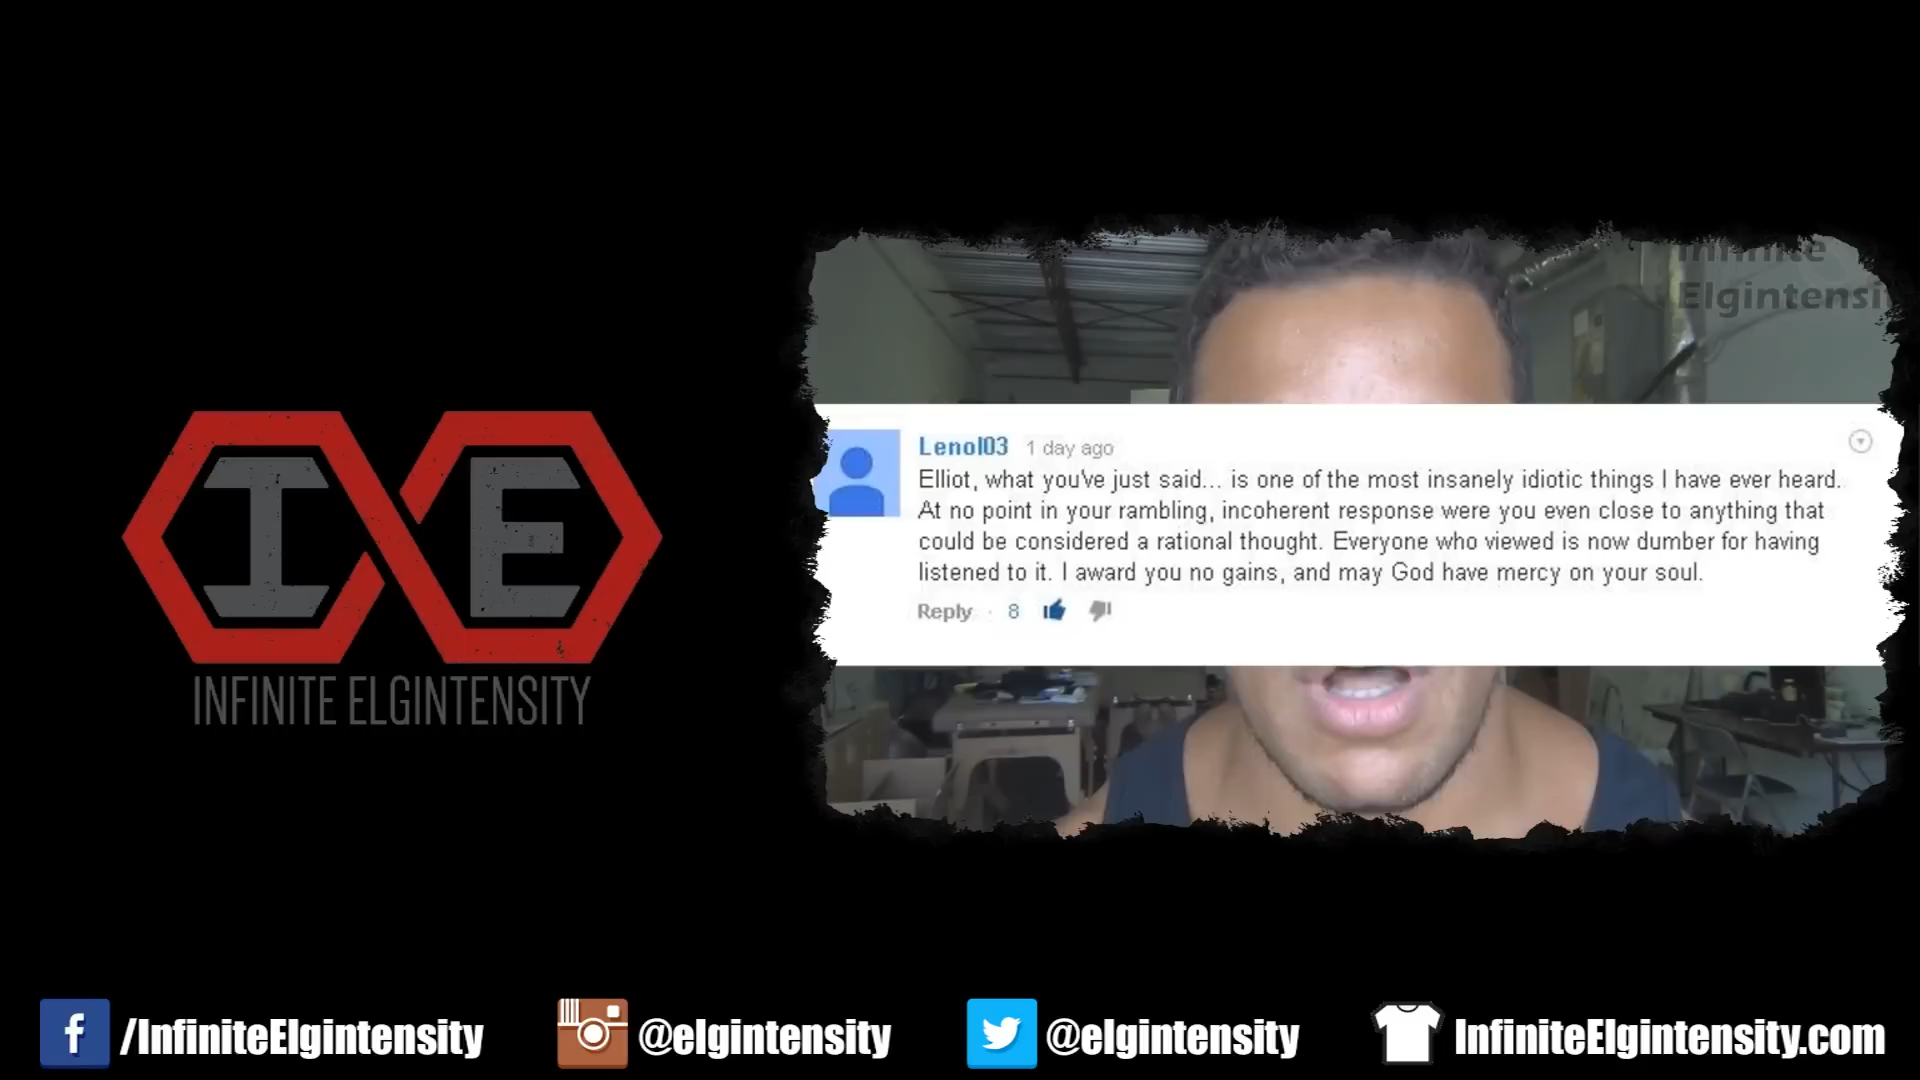 Infinite
Elgintensi
IE
INFINITE ELGINTENSITY
Lenol03 1 day ago
Elliot, what you've just said... is one of the most insanely idiotic things I have ever heard.
At no point in your rambling, incoherent response were you even close to anything that
could be considered a rational thought. Everyone who viewed is now dumber for having
listened to it. I award you no gains, and may God have mercy on your soul.
Reply · 8
f /InfiniteElgintensity @elgintensity @elgintensity InfiniteElgintensity.com